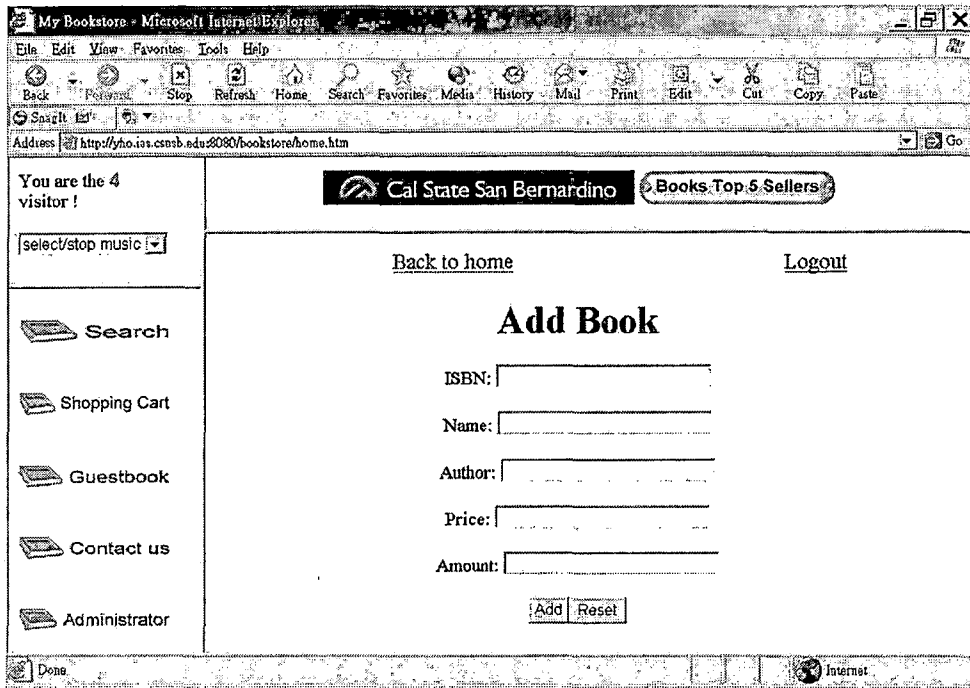 My Bookstore - Microsoft Internet Explorer
File Edit View Favorites Tools Help
Back Forward Stop Refresh Home Search Favorites Media History Mail Print Edit Cut Copy Paste
SnagIt
Address http://yho.ias.csusb.edu:8080/bookstore/home.htm Go
You are the 4
visitor !
select/stop music
Search
Shopping Cart
Guestbook
Contact us
Administrator
Cal State San Bernardino Books Top 5 Sellers
Back to home Logout
Add Book
ISBN:
Name:
Author:
Price:
Amount:
Add Reset
Done Internet